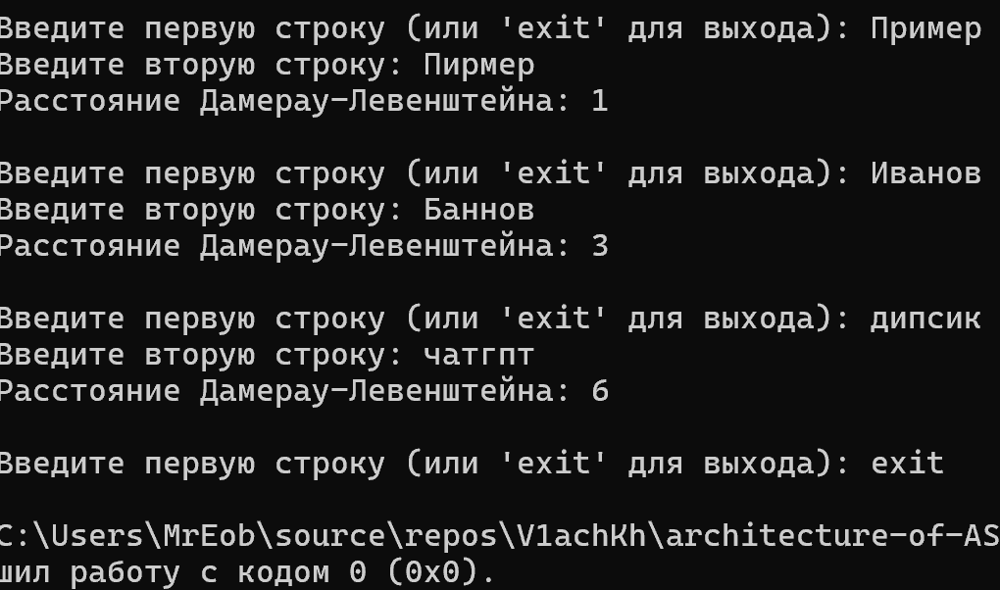 Введите первую строку (или 'exit' для выхода): Пример
Введите вторую строку: Пирмер
Расстояние Дамерау-Левенштейна: 1
Введите первую строку (или 'exit' для выхода): Иванов
Введите вторую строку: Баннов
Расстояние Дамерау-Левенштейна: 3
Введите первую строку (или 'exit' для выхода): дипсик
Введите вторую строку: чатгпт
Расстояние Дамерау-Левенштейна: 6
Введите первую строку (или 'exit' для выхода): exit
C:\Users\MrEob\source\repos\V1achKh\architecture-of-AS
шил работу с кодом 0 (0x0).